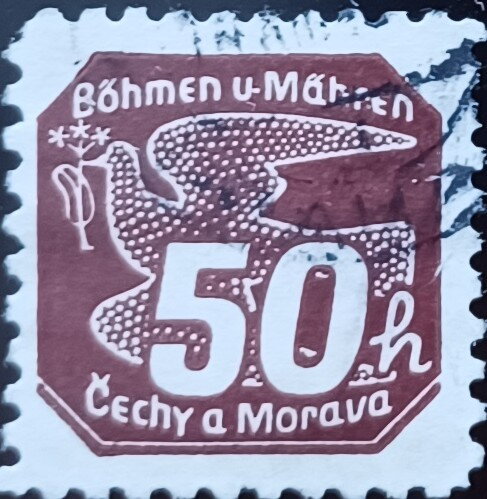 Böhmen u. Mähren
50 h
Čechy a Morava